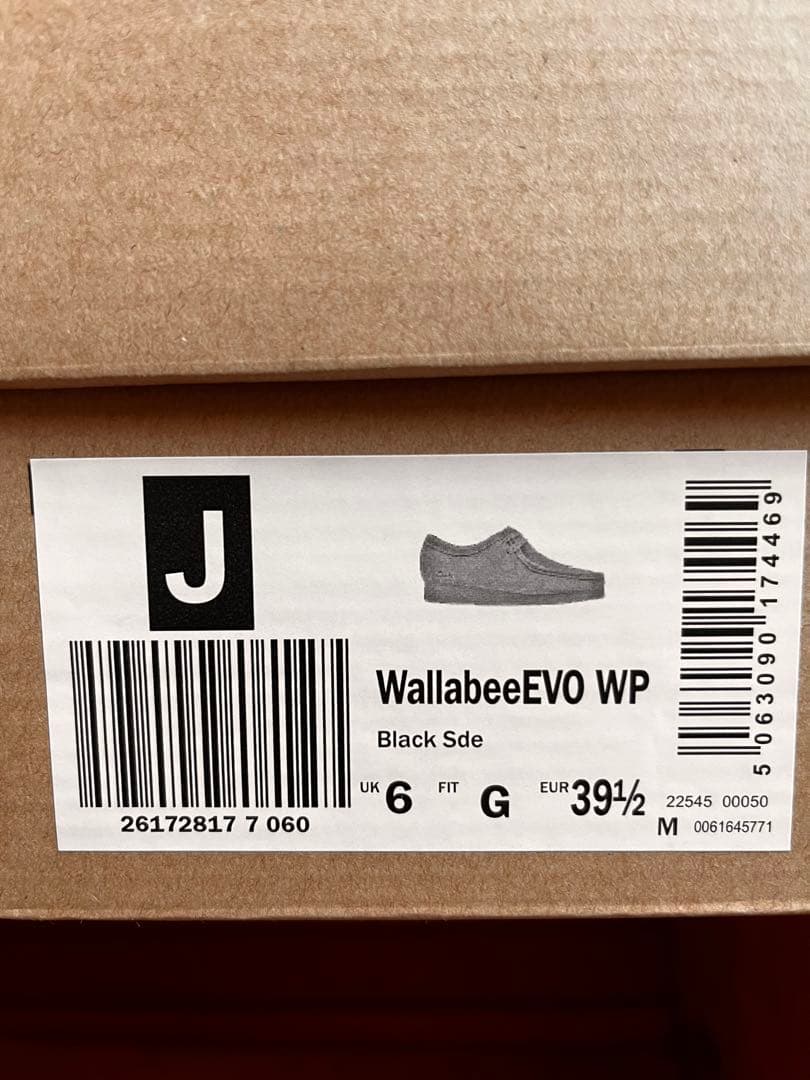 J
WallabeeEVO WP
Black Sde
UK 6 FIT G EUR 39½
26172817 7 060
22545 00050
M 0061645771
5 063090 174469